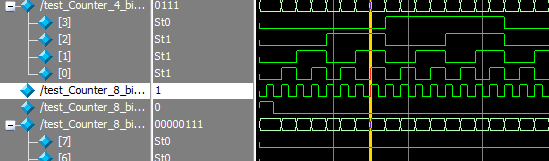 /test_Counter_4_bi... 0111
[3] St0
[2] St1
[1] St1
[0] St1
/test_Counter_8_bi... 1
/test_Counter_8_bi... 0
/test_Counter_8_bi... 00000111
[7] St0
[6] St0